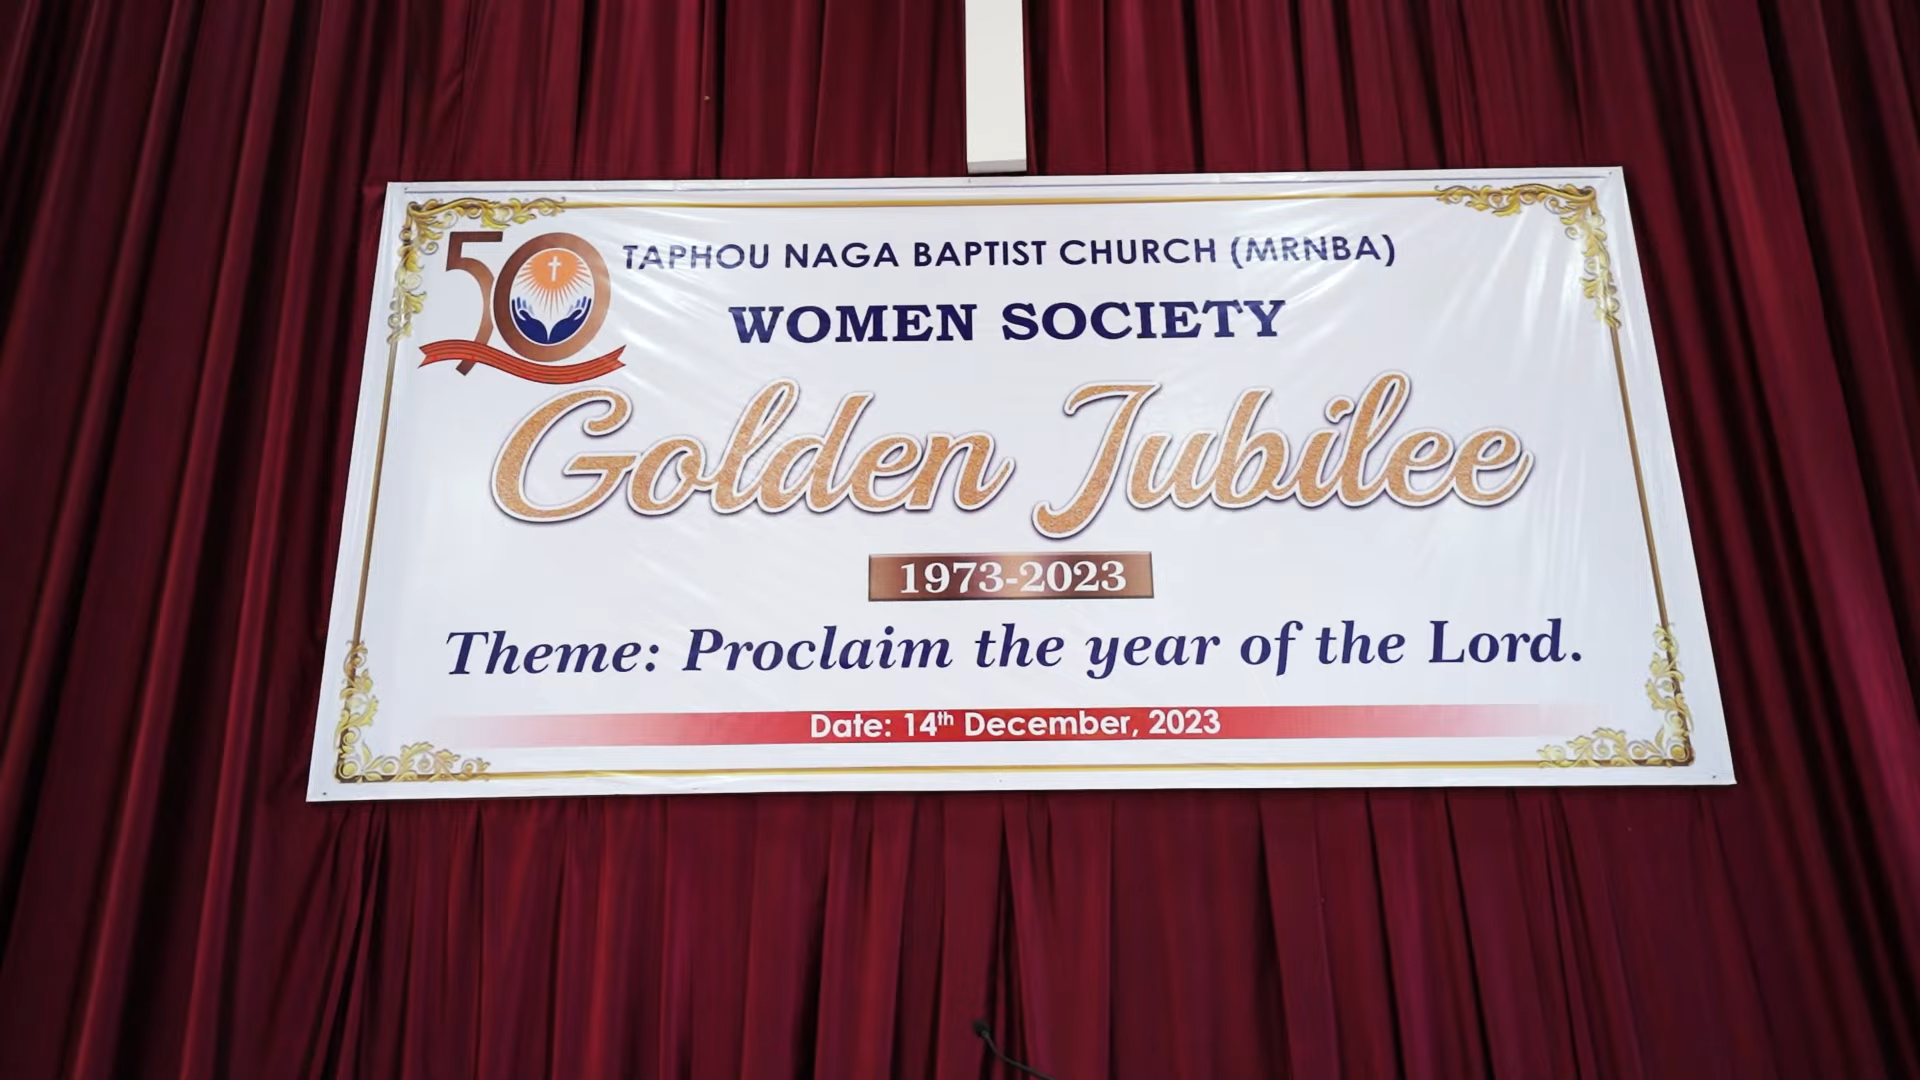 50
TAPHOU NAGA BAPTIST CHURCH (MRNBA)
WOMEN SOCIETY
Golden Jubilee
1973-2023
Theme: Proclaim the year of the Lord.
Date: 14th December, 2023